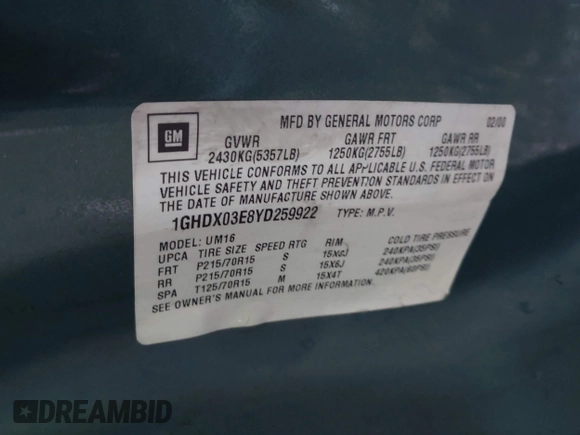 GM
MFD BY GENERAL MOTORS CORP 02/00
GVWR GAWR FRT GAWR RR
2430KG(5357LB) 1250KG(2755LB) 1250KG(2755LB)
THIS VEHICLE CONFORMS TO ALL APPLICABLE U.S. FEDERAL MOTOR
VEHICLE SAFETY AND THEFT PREVENTION STANDARDS IN EFFECT ON
THE DATE OF MANUFACTURE SHOWN ABOVE.
1GHDX03E8YD259922 TYPE: M.P.V.
MODEL: UM16
UPCA TIRE SIZE SPEED RTG RIM COLD TIRE PRESSURE
FRT P215/70R15 S 15X6J 240KPA(35PSI)
RR P215/70R15 S 15X6J 240KPA(35PSI)
SPA T125/70R15 M 15X4T 420KPA(60PSI)
SEE OWNER'S MANUAL FOR MORE INFORMATION.
DREAMBID